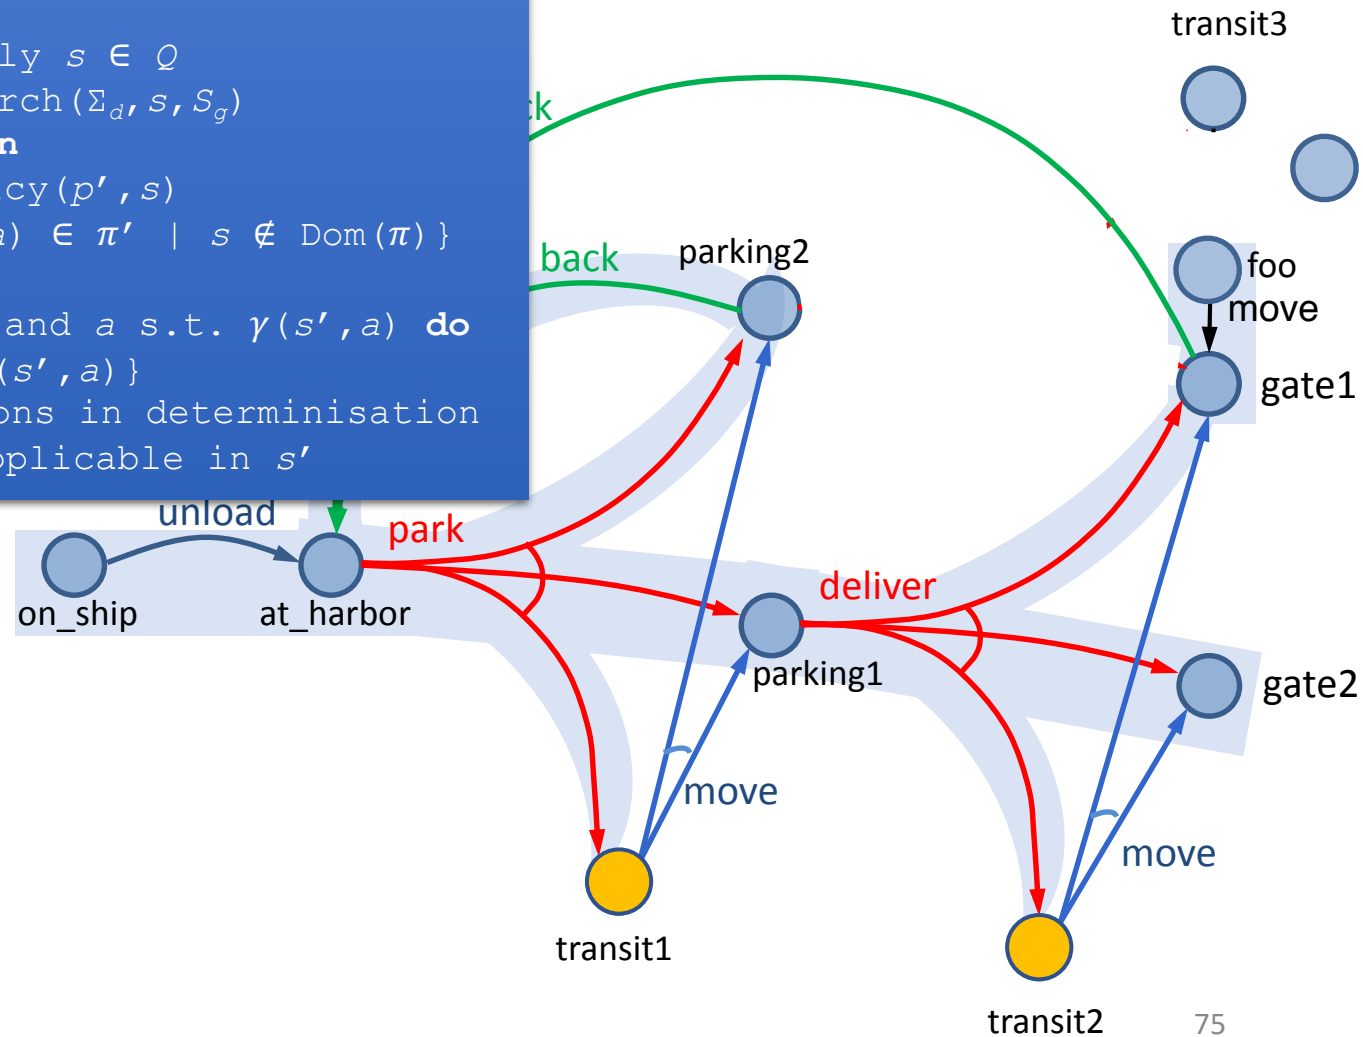 ly s ∈ Q
rch(Σd,s,Sg)
n
cy(p′,s)
) ∈ π′ | s ∉ Dom(π)}
and a s.t. γ(s′,a) do
(s′,a)}
ons in determinisation
pplicable in s′
transit3
ck
back
parking2
foo
move
gate1
unload
park
deliver
on_ship
at_harbor
parking1
gate2
move
move
transit1
transit2
75